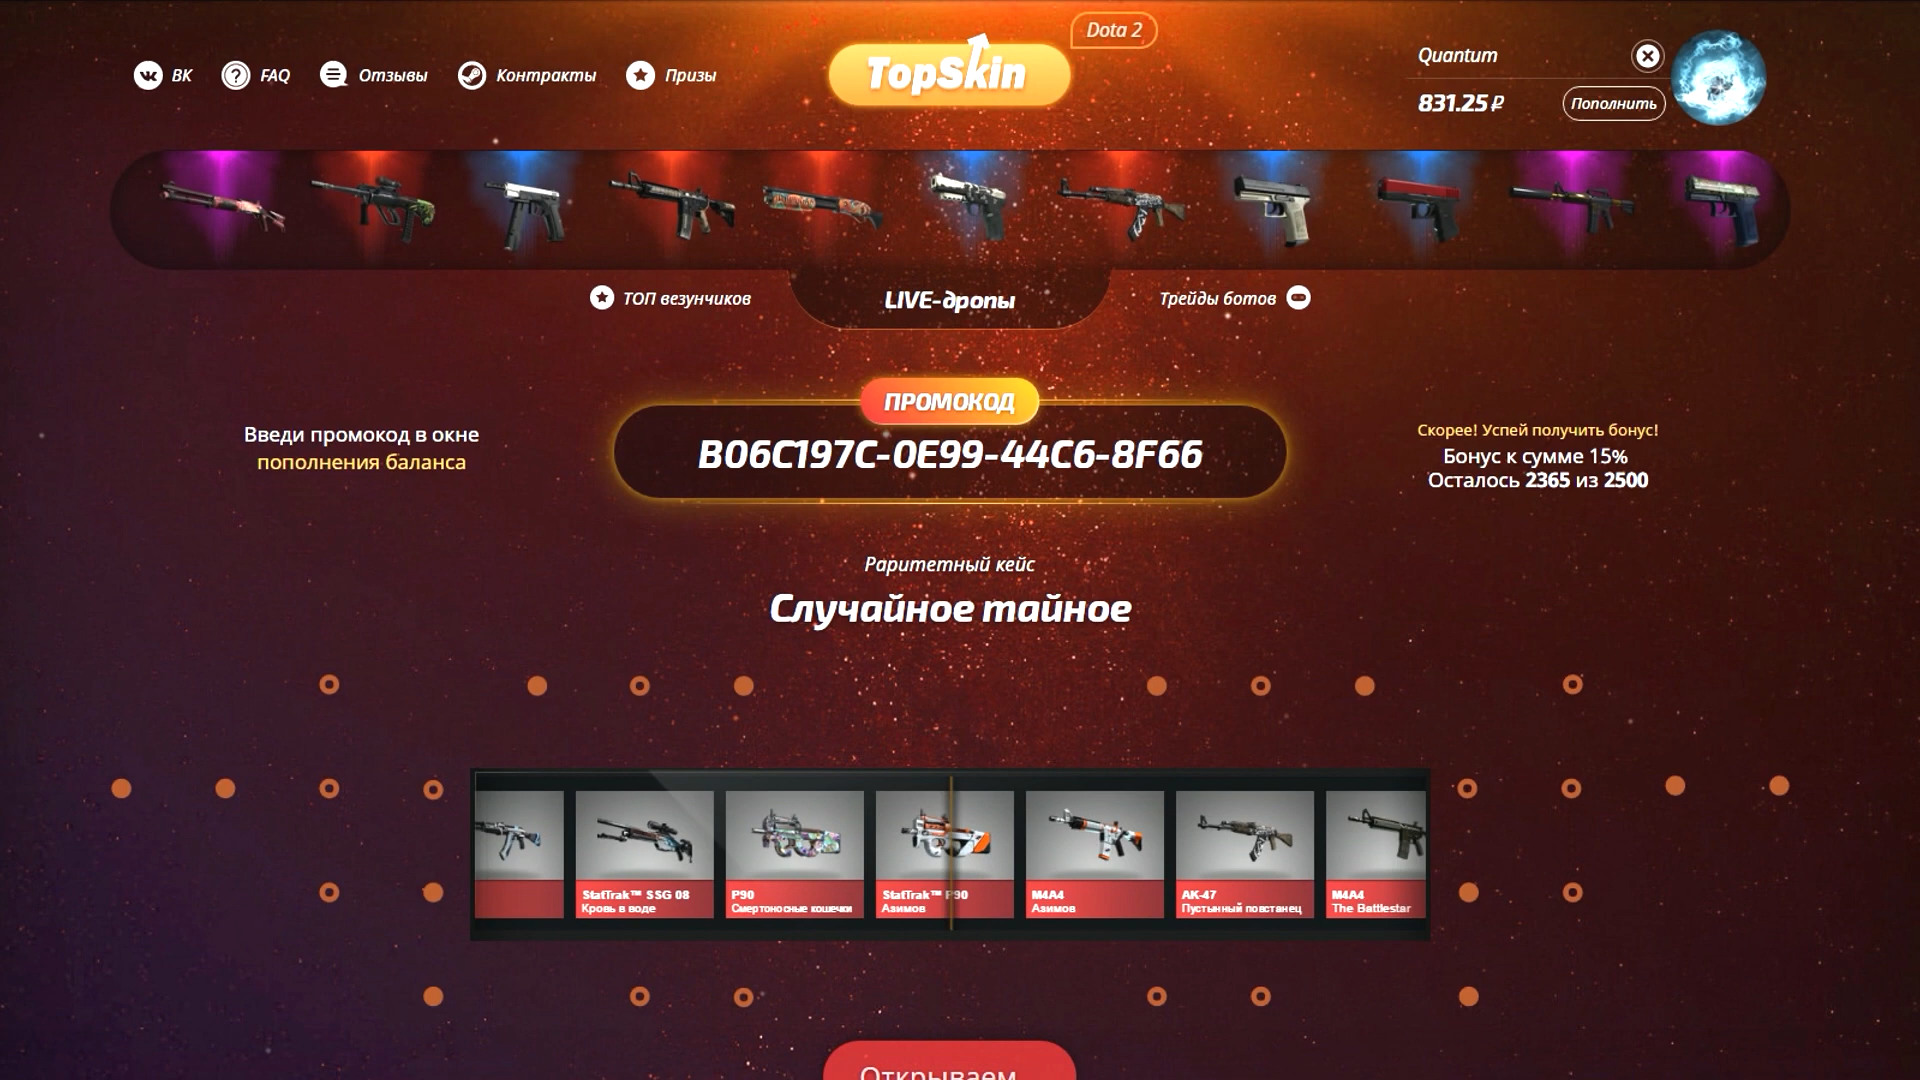 Dota 2
ВК
FAQ
Отзывы
Контракты
Призы
TopSkin
Quantum
831.25 ₽
Пополнить
ТОП везунчиков
LIVE-дропы
Трейды ботов
ПРОМОКОД
B06C197C-0E99-44C6-8F66
Введи промокод в окне
пополнения баланса
Скорее! Успей получить бонус!
Бонус к сумме 15%
Осталось 2365 из 2500
Раритетный кейс
Случайное тайное
StatTrak™ SSG 08
Кровь в воде
P90
Смертоносные кошечки
StatTrak™ P90
Азимов
M4A4
Азимов
AK-47
Пустынный повстанец
M4A4
The Battlestar
Открываем